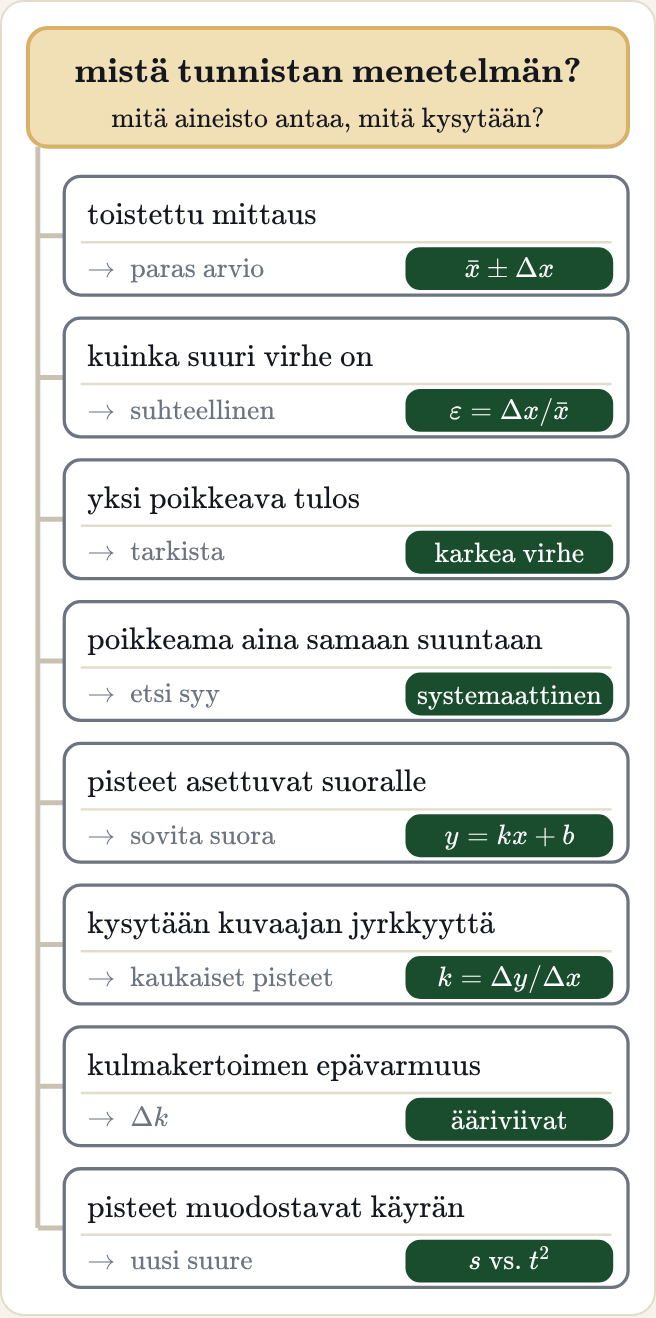 mistä tunnistan menetelmän?
mitä aineisto antaa, mitä kysytään?
toistettu mittaus
→ paras arvio x̄ ± Δx
kuinka suuri virhe on
→ suhteellinen ε = Δx/x̄
yksi poikkeava tulos
→ tarkista karkea virhe
poikkeama aina samaan suuntaan
→ etsi syy systemaattinen
pisteet asettuvat suoralle
→ sovita suora y = kx + b
kysytään kuvaajan jyrkkyyttä
→ kaukaiset pisteet k = Δy/Δx
kulmakertoimen epävarmuus
→ Δk ääriviivat
pisteet muodostavat käyrän
→ uusi suure s vs. t²